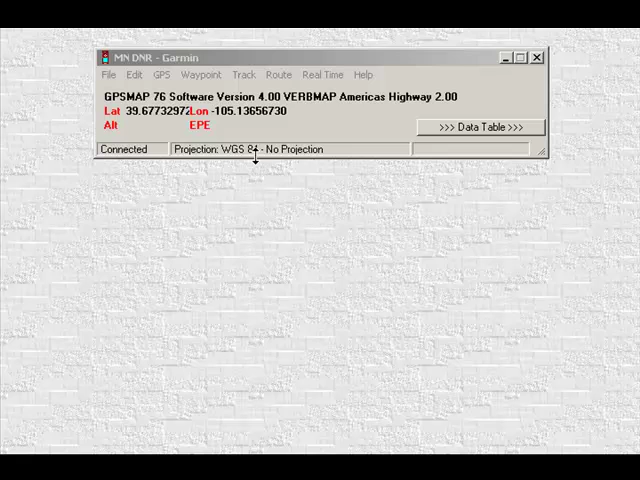 MN DNR - Garmin
File Edit GPS Waypoint Track Route Real Time Help
GPSMAP 76 Software Version 4.00 VERBMAP Americas Highway 2.00
Lat 39.67732972 Lon -105.13656730
Alt EPE
>>> Data Table >>>
Connected Projection: WGS 84 - No Projection